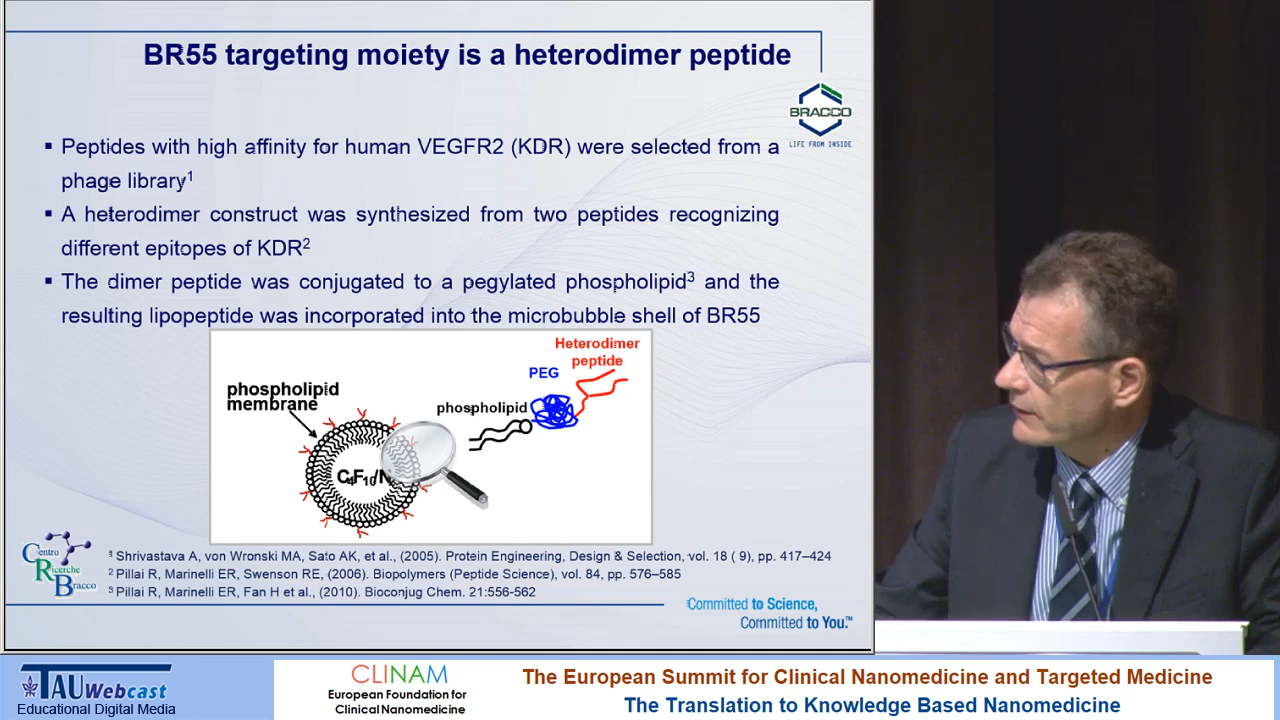 BR55 targeting moiety is a heterodimer peptide
BRACCO
LIFE FROM INSIDE
▪ Peptides with high affinity for human VEGFR2 (KDR) were selected from a
phage library¹
▪ A heterodimer construct was synthesized from two peptides recognizing
different epitopes of KDR²
▪ The dimer peptide was conjugated to a pegylated phospholipid³ and the
resulting lipopeptide was incorporated into the microbubble shell of BR55
Heterodimer
peptide
PEG
phospholipid
membrane
phospholipid
C₄F₁₀/N
Centro
Ricerche
Bracco
³ Shrivastava A, von Wronski MA, Sato AK, et al., (2005). Protein Engineering, Design & Selection, vol. 18 ( 9), pp. 417–424
² Pillai R, Marinelli ER, Swenson RE, (2006). Biopolymers (Peptide Science), vol. 84, pp. 576–585
³ Pillai R, Marinelli ER, Fan H et al., (2010). Bioconjug Chem. 21:556-562
Committed to Science,
Committed to You.™
TAU Webcast
Educational Digital Media
CLINAM
European Foundation for
Clinical Nanomedicine
The European Summit for Clinical Nanomedicine and Targeted Medicine
The Translation to Knowledge Based Nanomedicine